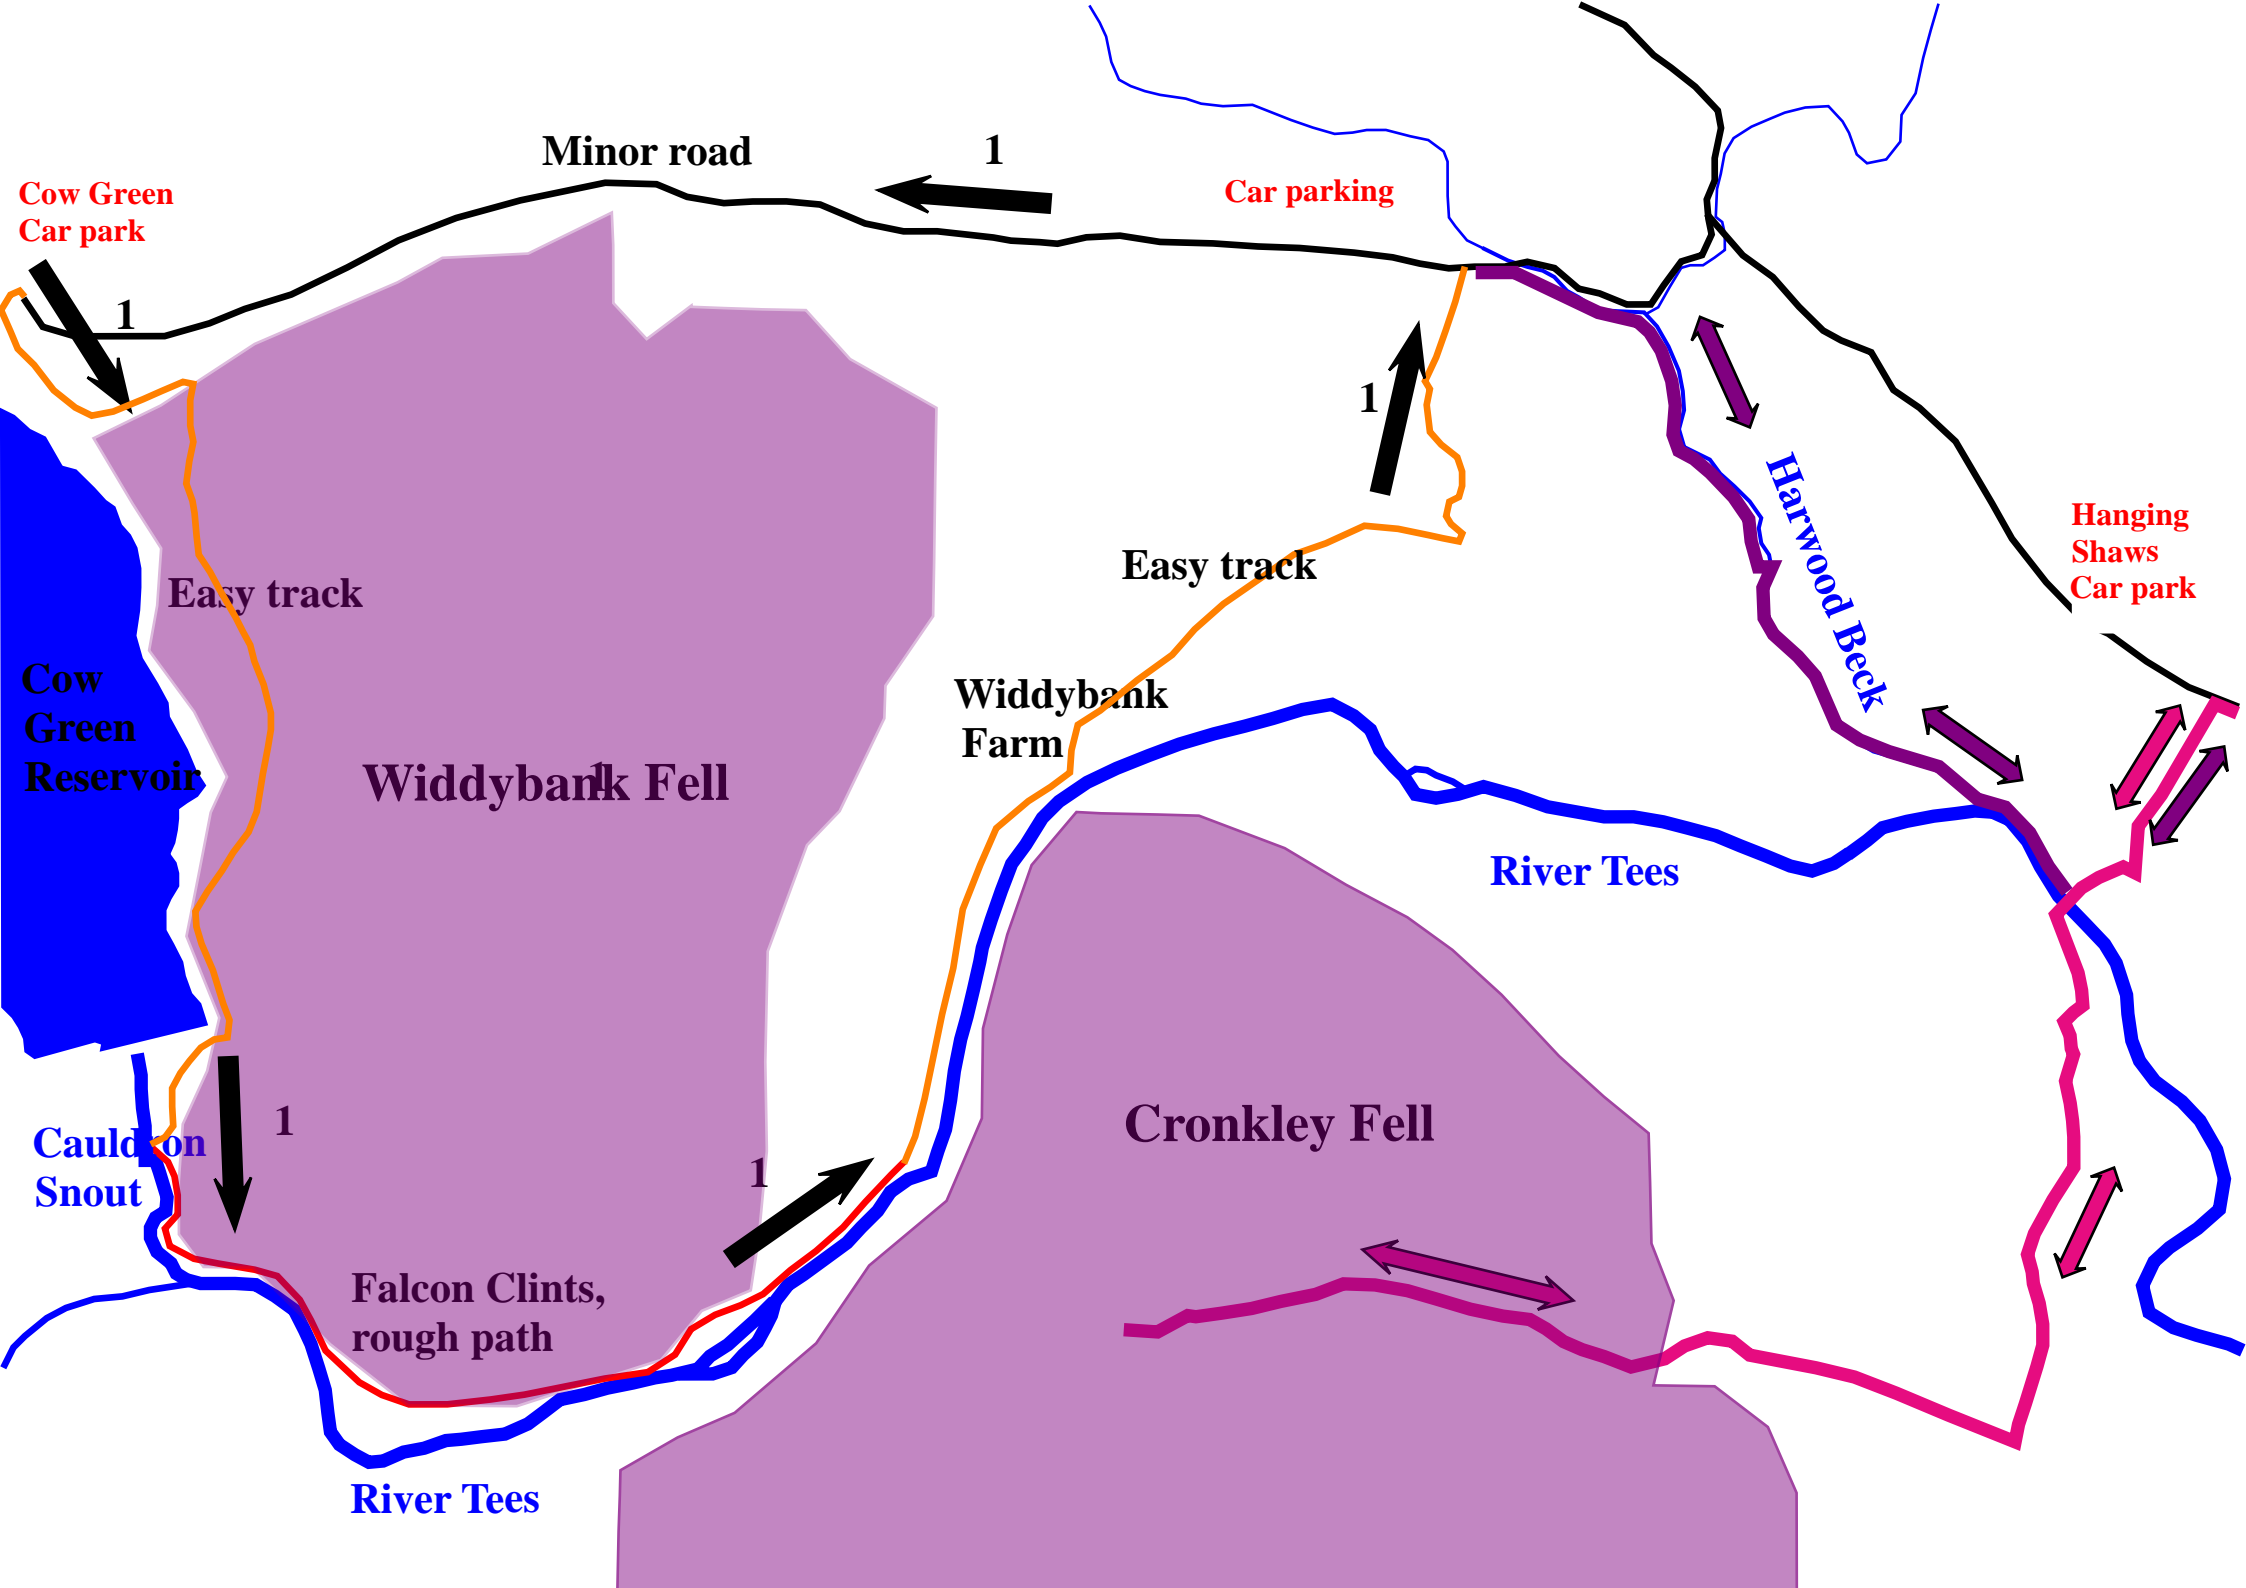 Minor road
1
Cow Green
Car park
Car parking
1
1
Hanging
Shaws
Car park
Easy track
Easy track
Harwood Beck
Cow
Green
Reservoir
Widdybank
Farm
Widdybank Fell
1
River Tees
Cauldron
Snout
1
Cronkley Fell
1
Falcon Clints,
rough path
River Tees